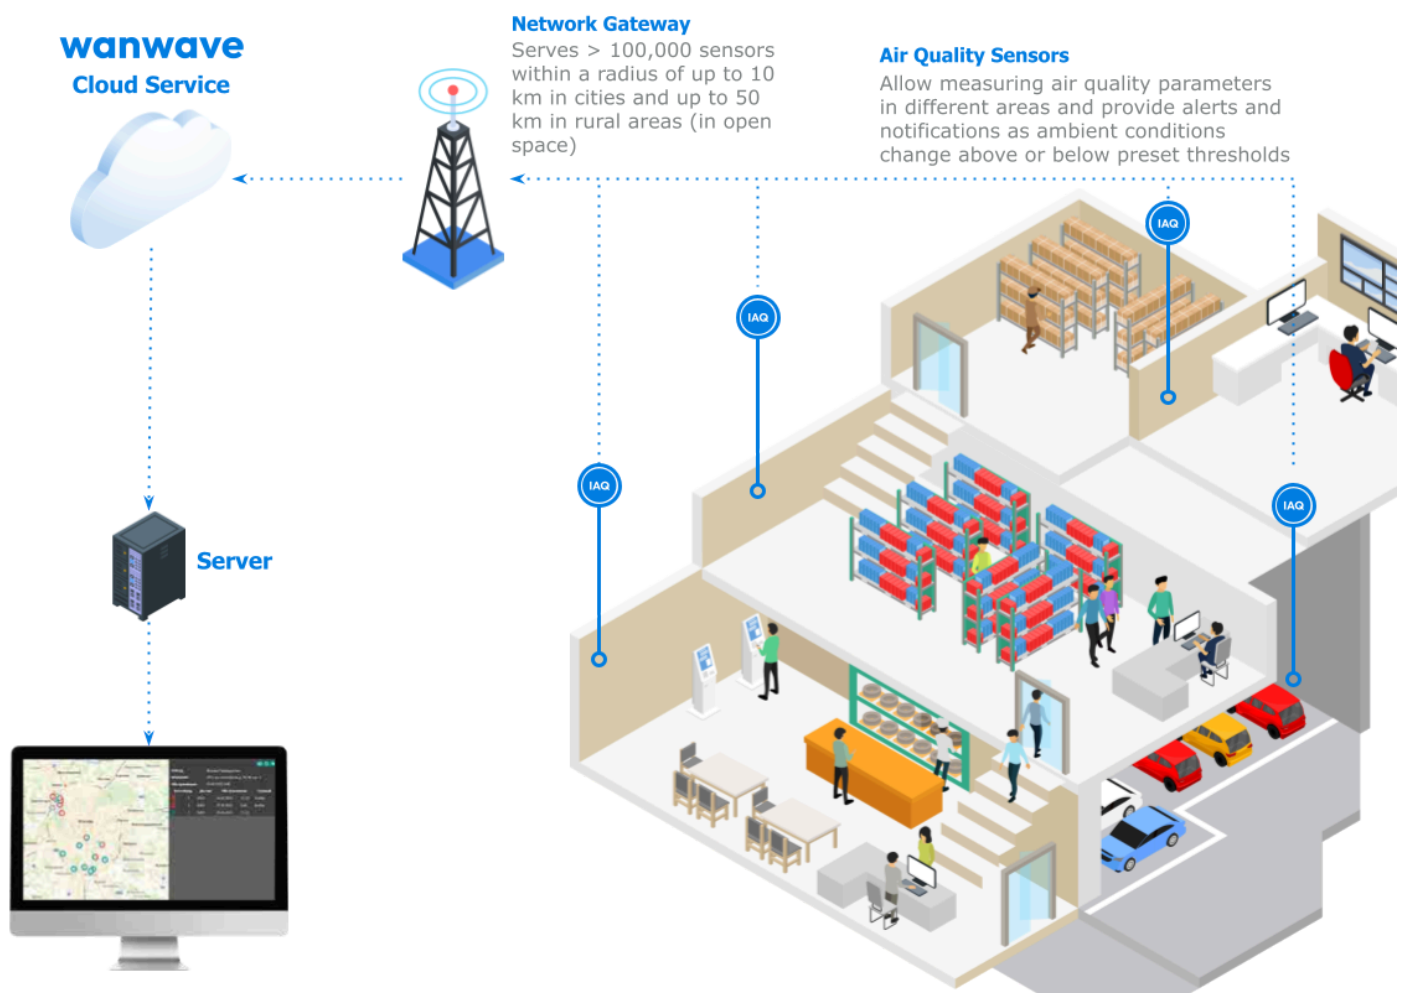 wanwave
Cloud Service
Network Gateway
Serves > 100,000 sensors
within a radius of up to 10
km in cities and up to 50
km in rural areas (in open
space)
Air Quality Sensors
Allow measuring air quality parameters
in different areas and provide alerts and
notifications as ambient conditions
change above or below preset thresholds
IAQ
IAQ
IAQ
IAQ
Server